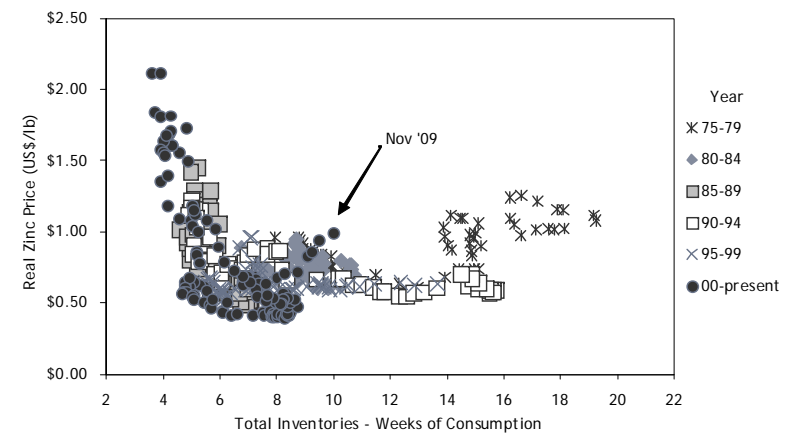 $2.50
$2.00
$1.50
$1.00
$0.50
$0.00
Real Zinc Price (US$/lb)
2 4 6 8 10 12 14 16 18 20 22
Total Inventories - Weeks of Consumption
Nov '09
Year
75-79
80-84
85-89
90-94
95-99
00-present